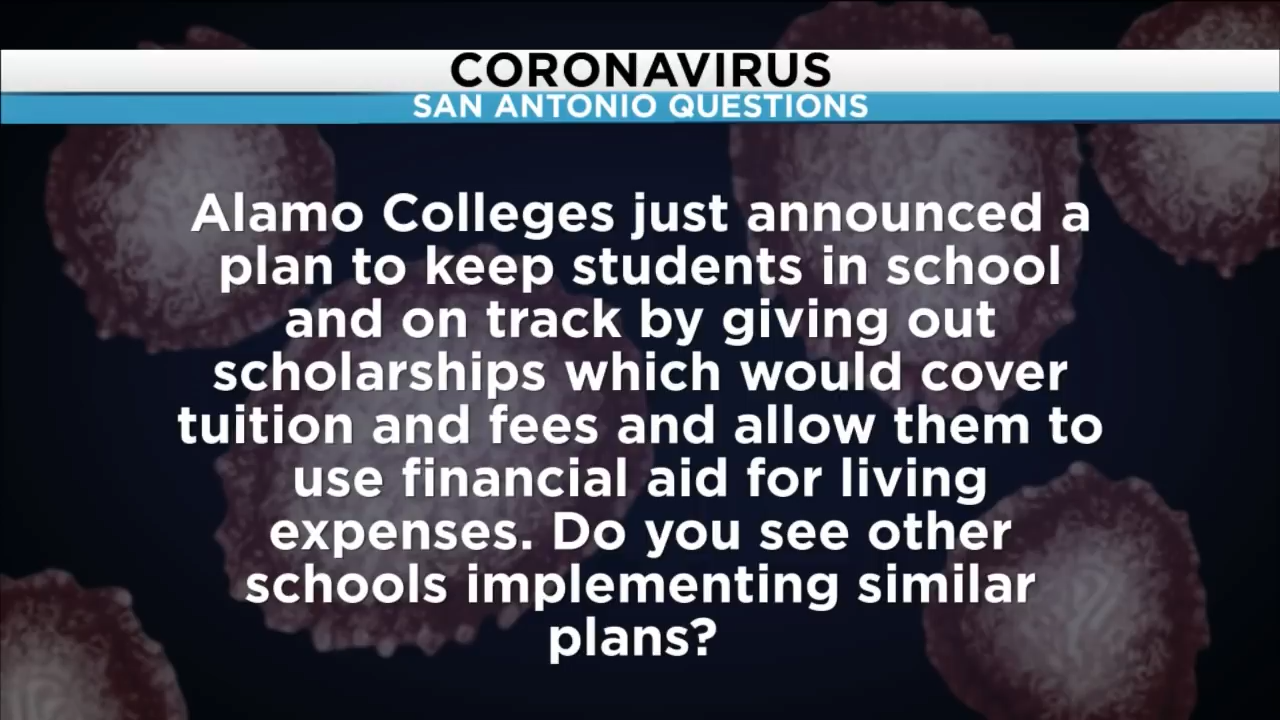 CORONAVIRUS
SAN ANTONIO QUESTIONS
Alamo Colleges just announced a
plan to keep students in school
and on track by giving out
scholarships which would cover
tuition and fees and allow them to
use financial aid for living
expenses. Do you see other
schools implementing similar
plans?